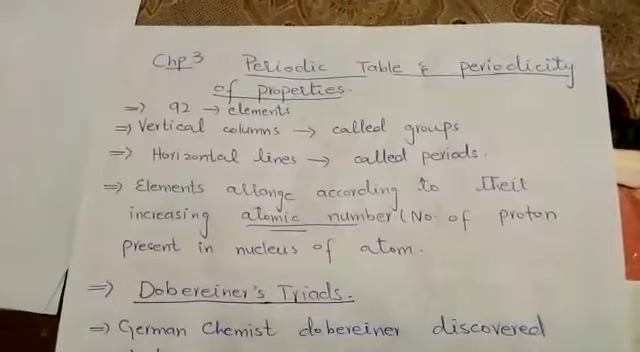 Chp 3 Periodic Table & periodicity
of properties.
=> 92 → elements
=> Vertical columns → called groups
=> Horizontal lines → called periods.
=> Elements arrange according to their
increasing atomic number (No. of proton
present in nucleus of atom.
=> Dobereiner's Triads.
=> German Chemist dobereiner discovered